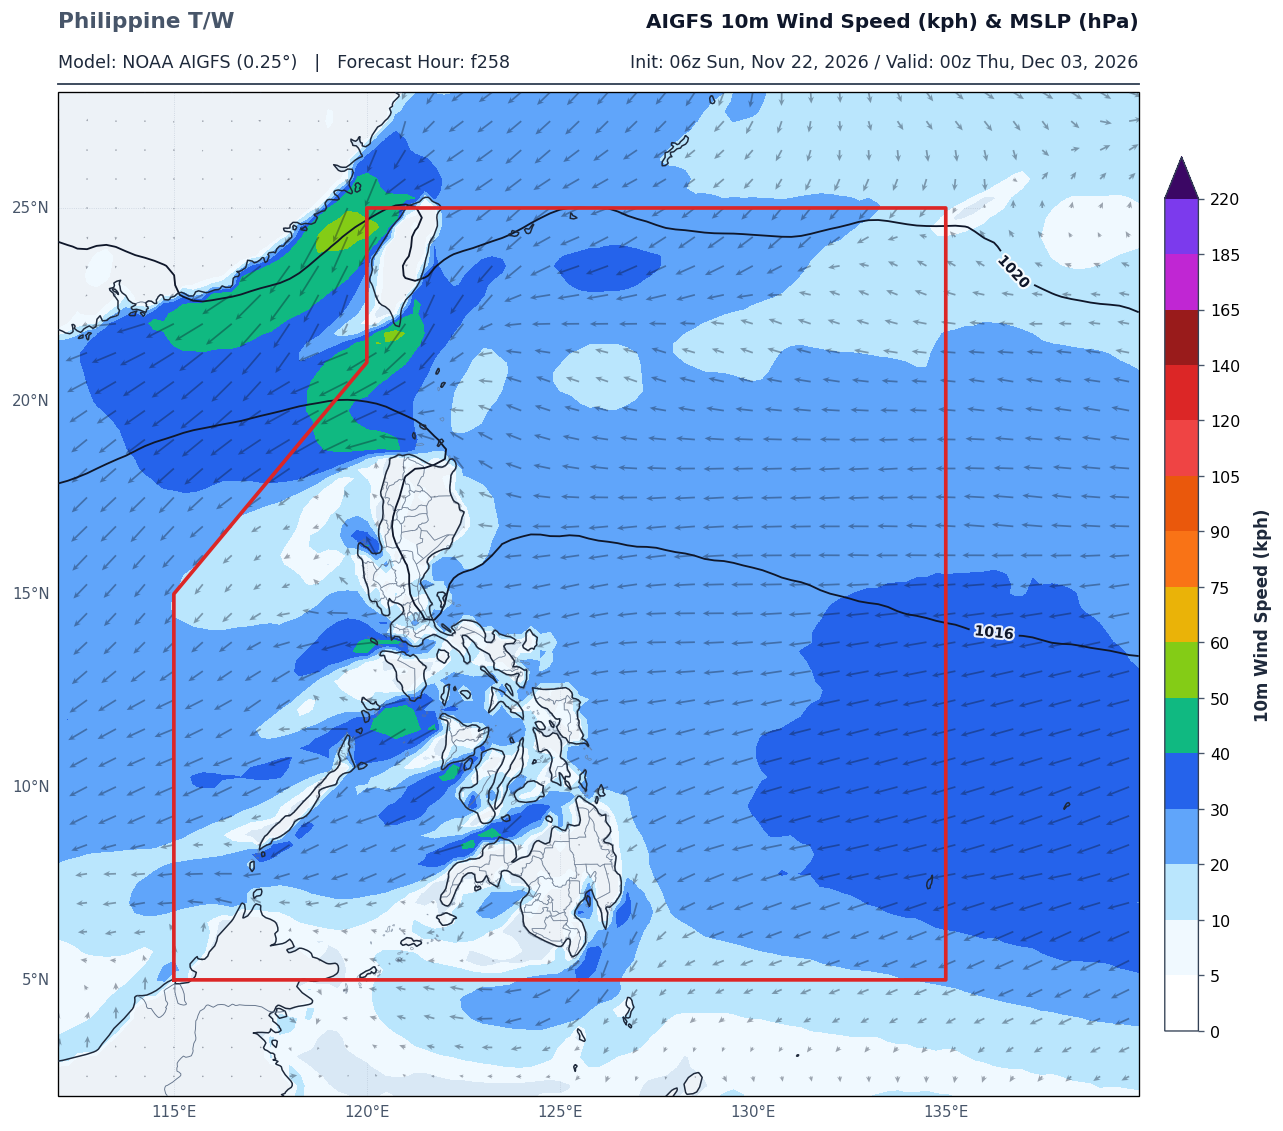 Philippine T/W
AIGFS 10m Wind Speed (kph) & MSLP (hPa)
Model: NOAA AIGFS (0.25°) | Forecast Hour: f258
Init: 06z Sun, Nov 22, 2026 / Valid: 00z Thu, Dec 03, 2026
25°N
20°N
15°N
10°N
5°N
115°E
120°E
125°E
130°E
135°E
1020
1016
220
185
165
140
120
105
90
75
60
50
40
30
20
10
5
0
10m Wind Speed (kph)